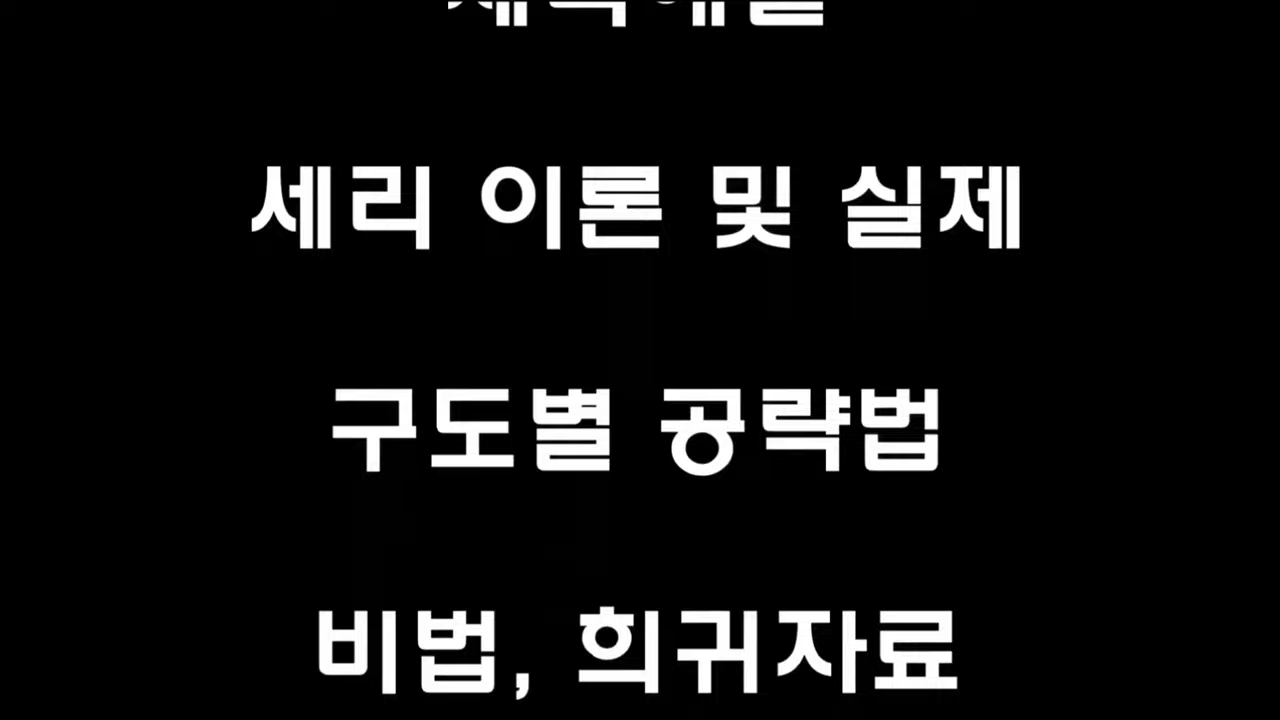 세리 이론 및 실제
구도별 공략법
비법, 희귀자료